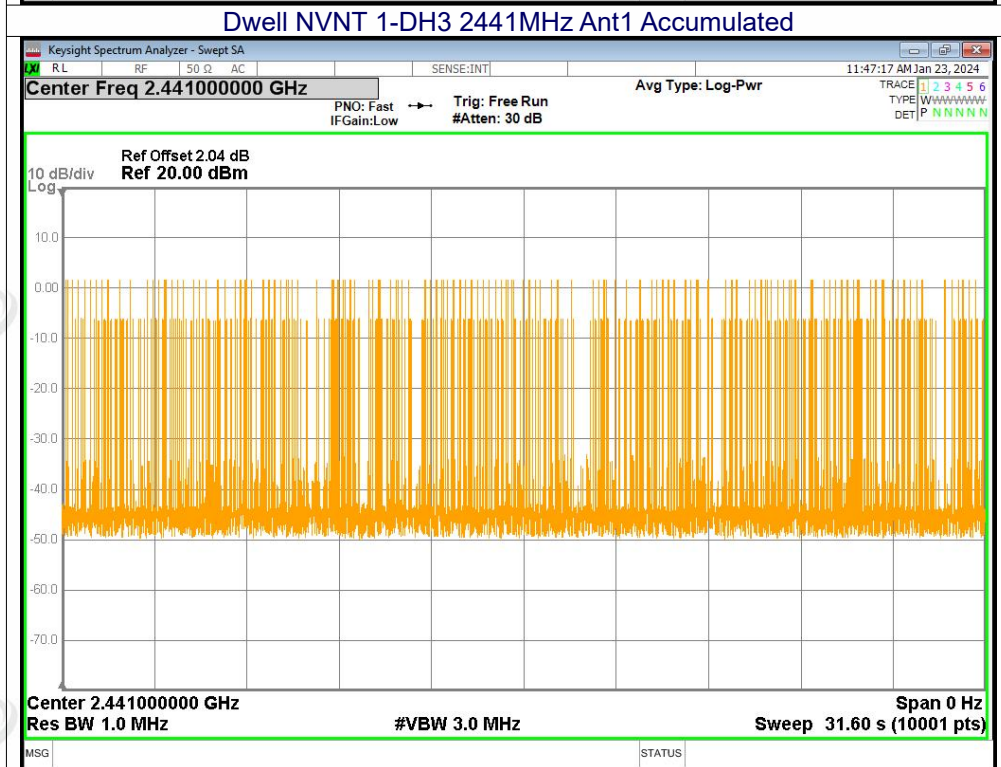 Dwell NVNT 1-DH3 2441MHz Ant1 Accumulated
Keysight Spectrum Analyzer - Swept SA
LXI RL RF 50 Ω AC SENSE:INT 11:47:17 AM Jan 23, 2024
Center Freq 2.441000000 GHz Avg Type: Log-Pwr TRACE 1 2 3 4 5 6
PNO: Fast Trig: Free Run TYPE WWWWWWW
IFGain:Low #Atten: 30 dB DET P N N N N N
Ref Offset 2.04 dB
10 dB/div Ref 20.00 dBm
Log
10.0
0.00
-10.0
-20.0
-30.0
-40.0
-50.0
-60.0
-70.0
Center 2.441000000 GHz Span 0 Hz
Res BW 1.0 MHz #VBW 3.0 MHz Sweep 31.60 s (10001 pts)
MSG STATUS